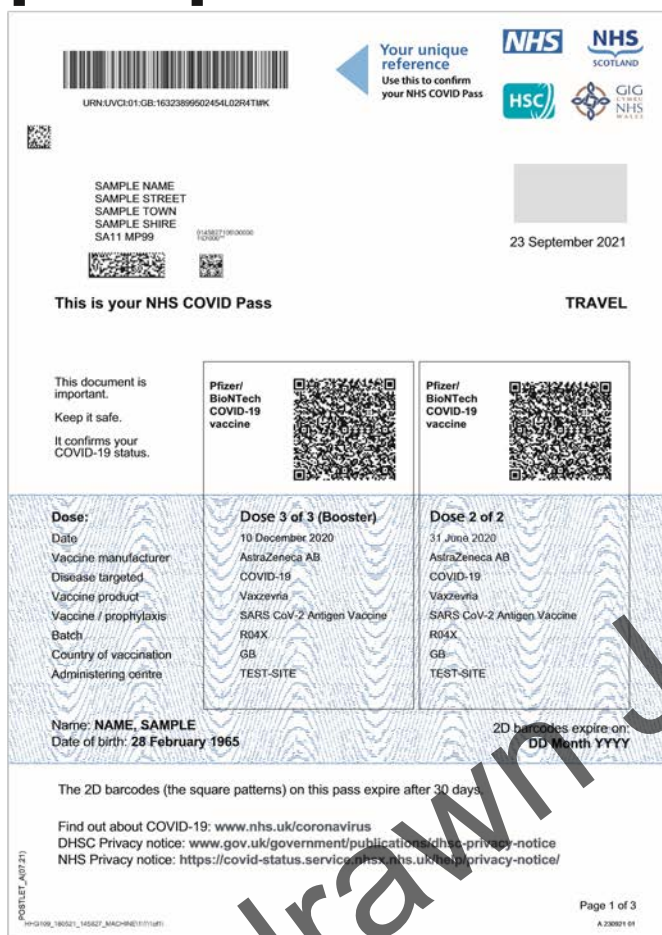 Your unique
reference
Use this to confirm
your NHS COVID Pass
NHS
NHS
SCOTLAND
HSC
GIG
CYMRU
NHS
WALES
URN:UVCI:01:GB:16323899502454L02R4TI#K
SAMPLE NAME
SAMPLE STREET
SAMPLE TOWN
SAMPLE SHIRE
SA11 MP99
23 September 2021
This is your NHS COVID Pass TRAVEL
This document is
important.
Keep it safe.
It confirms your
COVID-19 status.
Pfizer/
BioNTech
COVID-19
vaccine
Pfizer/
BioNTech
COVID-19
vaccine
Dose: Dose 3 of 3 (Booster) Dose 2 of 2
Date 10 December 2020 31 June 2020
Vaccine manufacturer AstraZeneca AB AstraZeneca AB
Disease targeted COVID-19 COVID-19
Vaccine product Vaxzevria Vaxzevria
Vaccine / prophylaxis SARS CoV-2 Antigen Vaccine SARS CoV-2 Antigen Vaccine
Batch R04X R04X
Country of vaccination GB GB
Administering centre TEST-SITE TEST-SITE
Name: NAME, SAMPLE 2D barcodes expire on:
Date of birth: 28 February 1965 DD Month YYYY
The 2D barcodes (the square patterns) on this pass expire after 30 days.
Find out about COVID-19: www.nhs.uk/coronavirus
DHSC Privacy notice: www.gov.uk/government/publications/dhsc-privacy-notice
NHS Privacy notice: https://covid-status.service.nhsx.nhs.uk/help/privacy-notice/
POSTLET_A(07.21)
Page 1 of 3
A 230921 01